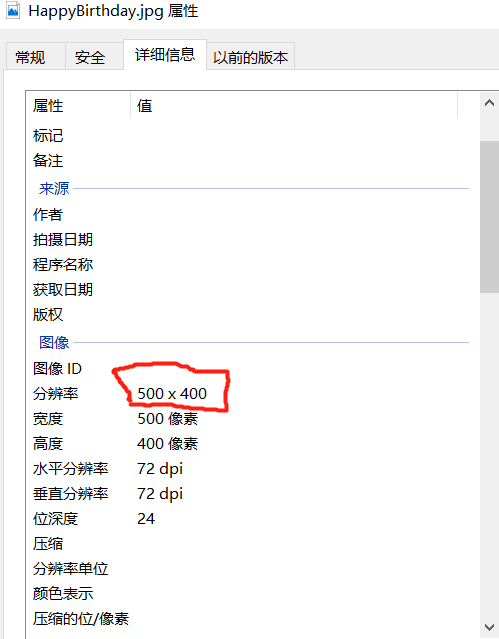 HappyBirthday.jpg 属性
常规 安全 详细信息 以前的版本
属性 值
标记
备注
来源
作者
拍摄日期
程序名称
获取日期
版权
图像
图像 ID
分辨率 500 x 400
宽度 500 像素
高度 400 像素
水平分辨率 72 dpi
垂直分辨率 72 dpi
位深度 24
压缩
分辨率单位
颜色表示
压缩的位/像素